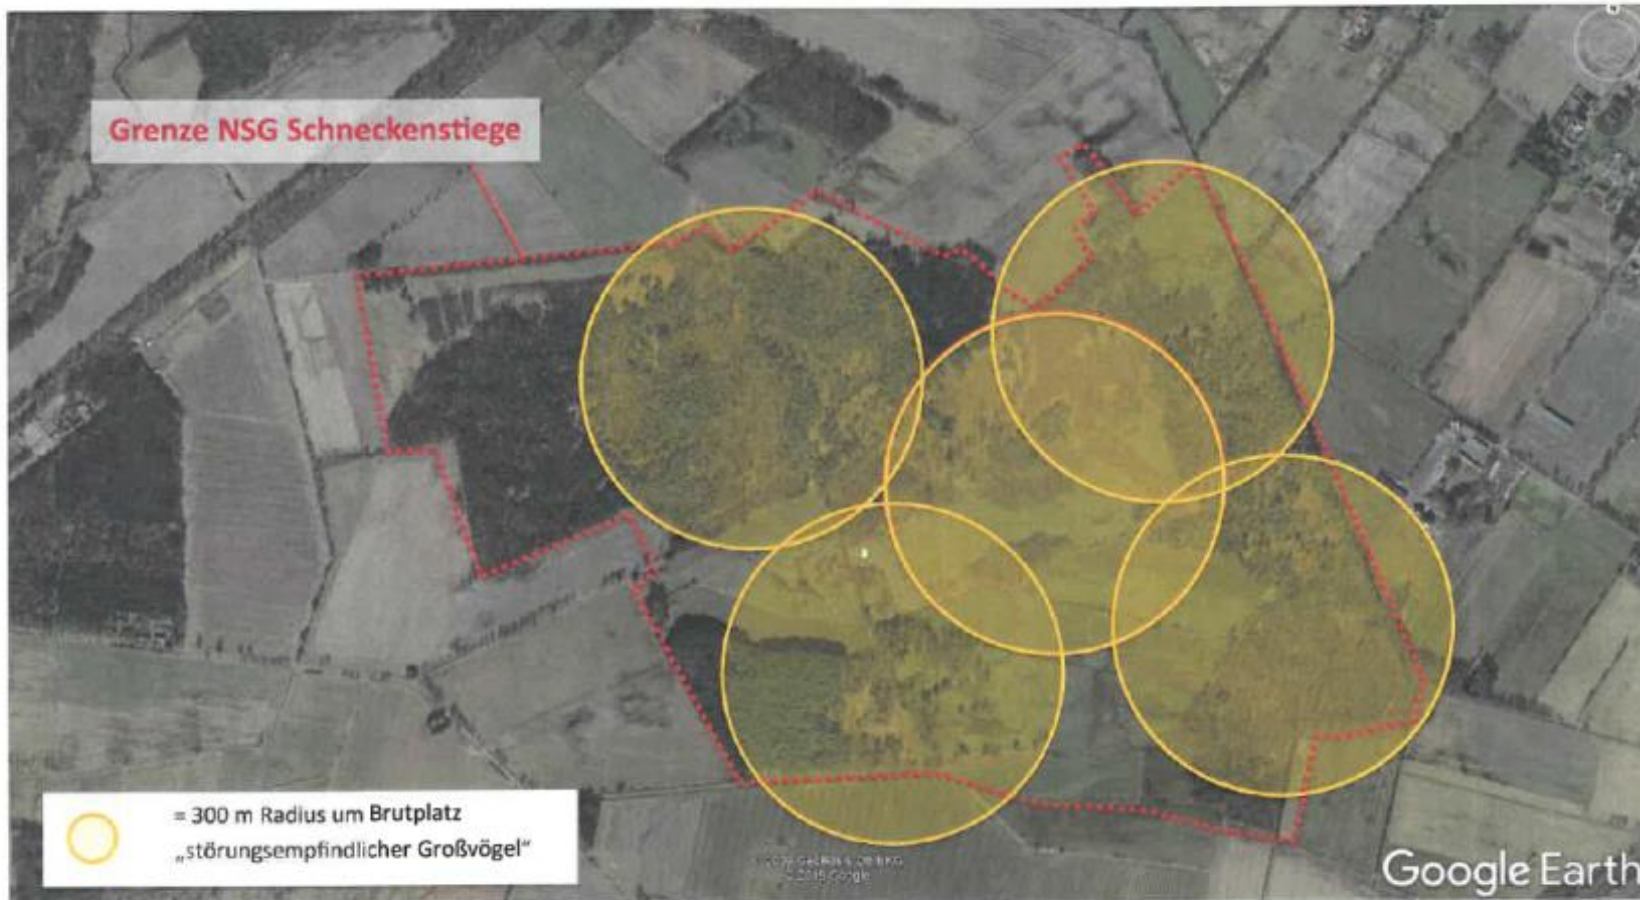 Grenze NSG Schneckenstiege
= 300 m Radius um Brutplatz
„störungsempfindlicher Großvögel“
Google Earth